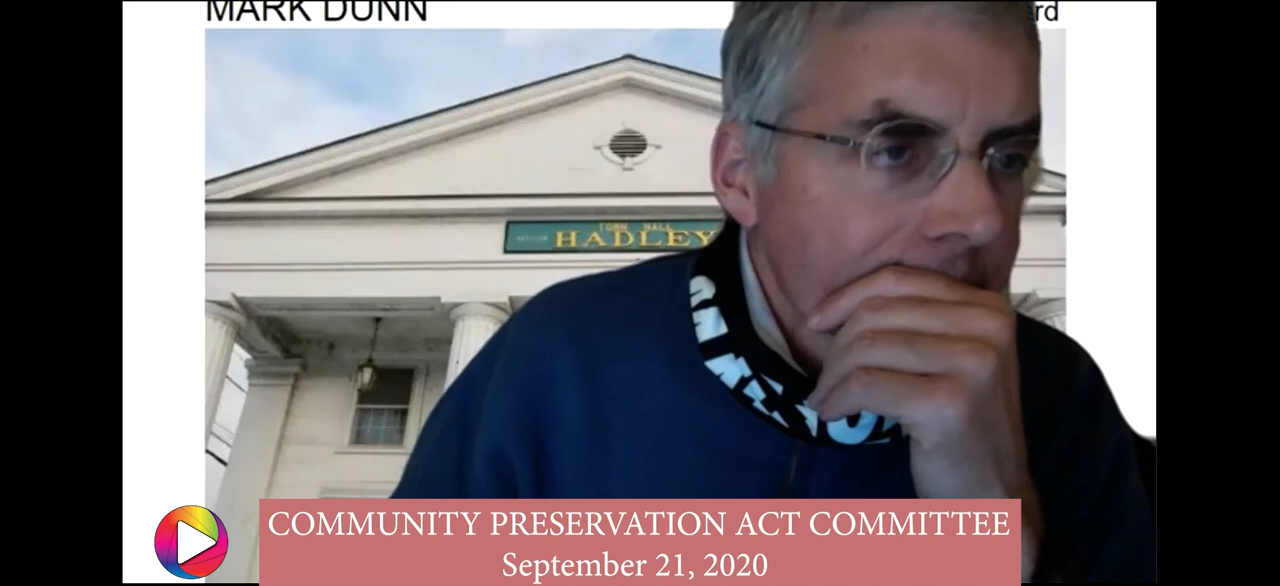 MARK DUNN
TOWN HALL
HADLEY
COMMUNITY PRESERVATION ACT COMMITTEE
September 21, 2020